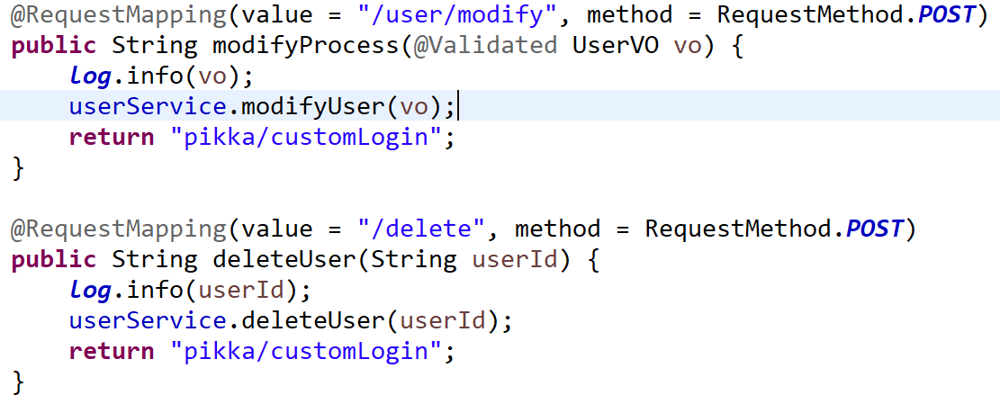 @RequestMapping(value = "/user/modify", method = RequestMethod.POST)
public String modifyProcess(@Validated UserVO vo) {
    log.info(vo);
    userService.modifyUser(vo);
    return "pikka/customLogin";
}

@RequestMapping(value = "/delete", method = RequestMethod.POST)
public String deleteUser(String userId) {
    log.info(userId);
    userService.deleteUser(userId);
    return "pikka/customLogin";
}